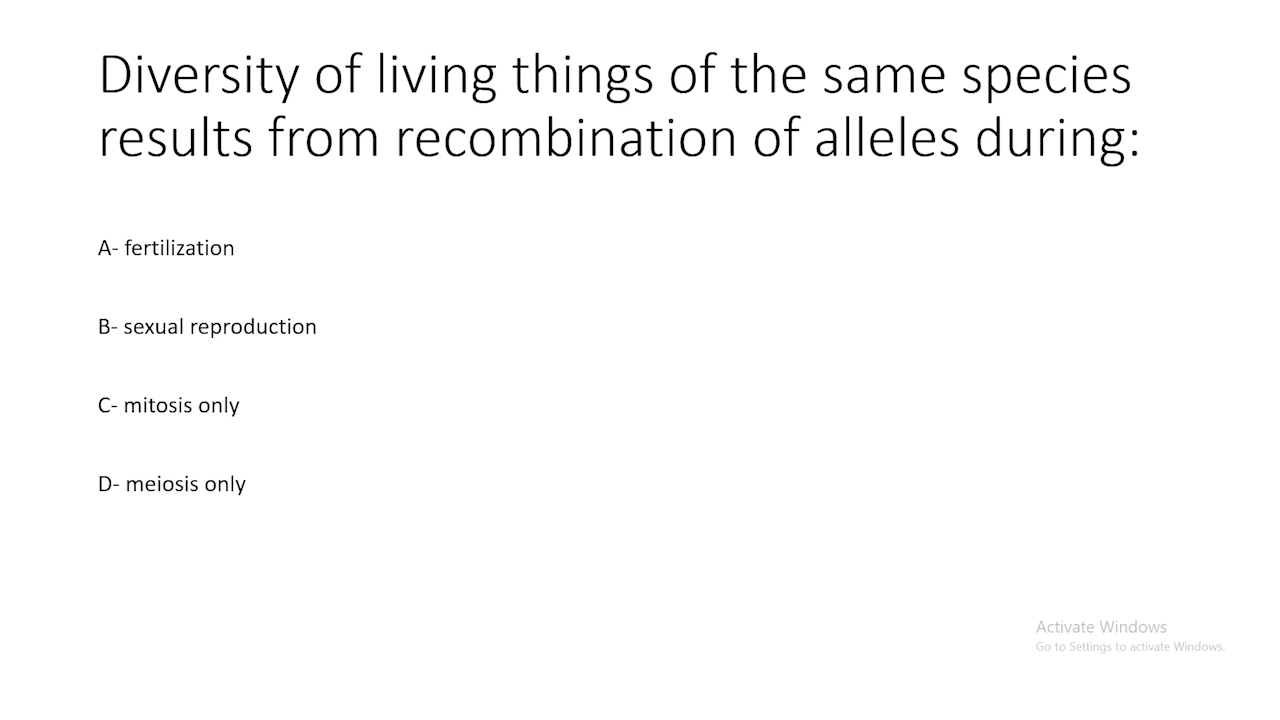 Diversity of living things of the same species
results from recombination of alleles during:
A- fertilization
B- sexual reproduction
C- mitosis only
D- meiosis only
Activate Windows
Go to Settings to activate Windows.